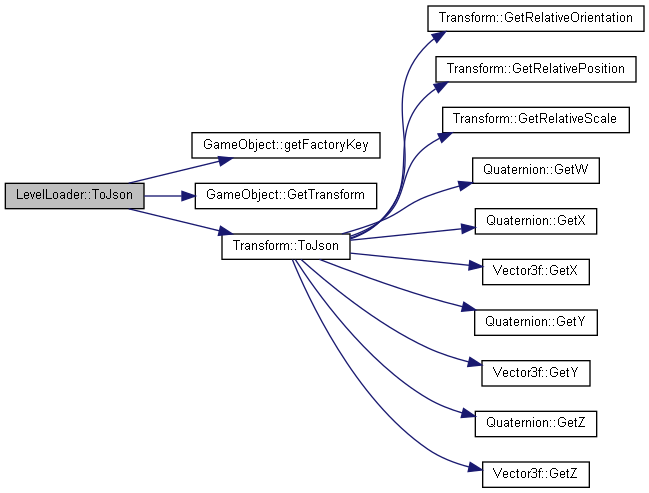 Transform::GetRelativeOrientation
Transform::GetRelativePosition
Transform::GetRelativeScale
GameObject::getFactoryKey
Quaternion::GetW
LevelLoader::ToJson
GameObject::GetTransform
Quaternion::GetX
Transform::ToJson
Vector3f::GetX
Quaternion::GetY
Vector3f::GetY
Quaternion::GetZ
Vector3f::GetZ